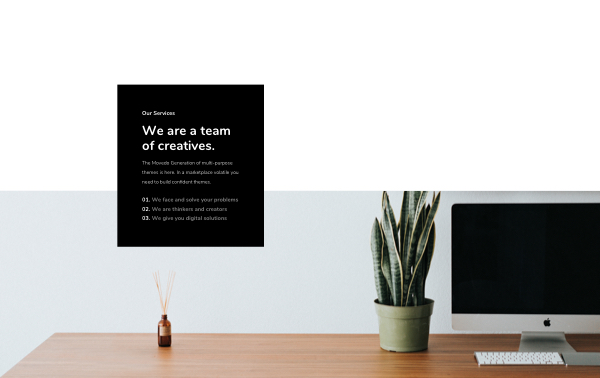 Our Services
We are a team
of creatives.
The Movedo Generation of multi-purpose
themes is here. In a marketplace volatile you
need to build confident themes.
01. We face and solve your problems
02. We are thinkers and creators
03. We give you digital solutions